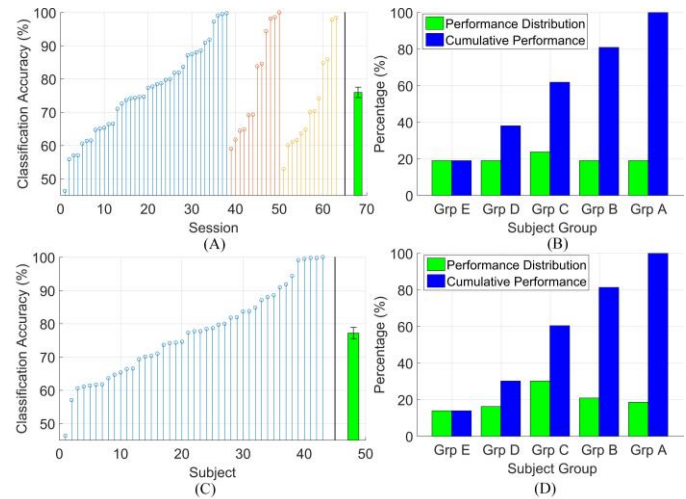 Classification Accuracy (%)
100
90
80
70
60
50
0 10 20 30 40 50 60 70
Session
(A)
Percentage (%)
100
80
60
40
20
0
Performance Distribution
Cumulative Performance
Grp E Grp D Grp C Grp B Grp A
Subject Group
(B)
Classification Accuracy (%)
100
90
80
70
60
50
0 10 20 30 40 50
Subject
(C)
Percentage (%)
100
80
60
40
20
0
Performance Distribution
Cumulative Performance
Grp E Grp D Grp C Grp B Grp A
Subject Group
(D)